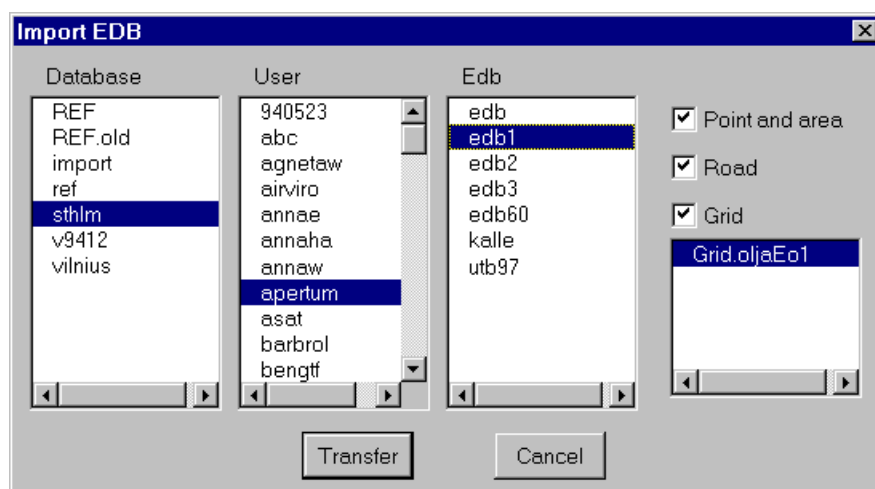 Import EDB
Database
User
Edb
REF
REF.old
import
ref
sthlm
v9412
vilnius
940523
abc
agnetaw
airviro
annae
annaha
annaw
apertum
asat
barbrol
bengtf
edb
edb1
edb2
edb3
edb60
kalle
utb97
Point and area
Road
Grid
Grid.oljaEo1
Transfer
Cancel